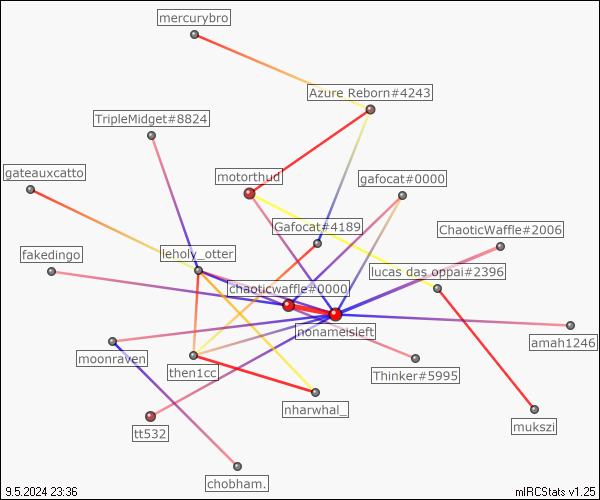 mercurybro
Azure Reborn#4243
TripleMidget#8824
gateauxcatto
motorthud
gafocat#0000
Gafocat#4189
ChaoticWaffle#2006
fakedingo
leholy_otter
lucas das oppai#2396
chaoticwaffle#0000
nonameisleft
amah1246
moonraven
then1cc
Thinker#5995
nharwhal_
mukszi
tt532
chobham.
9.5.2024 23:36
mIRCStats v1.25